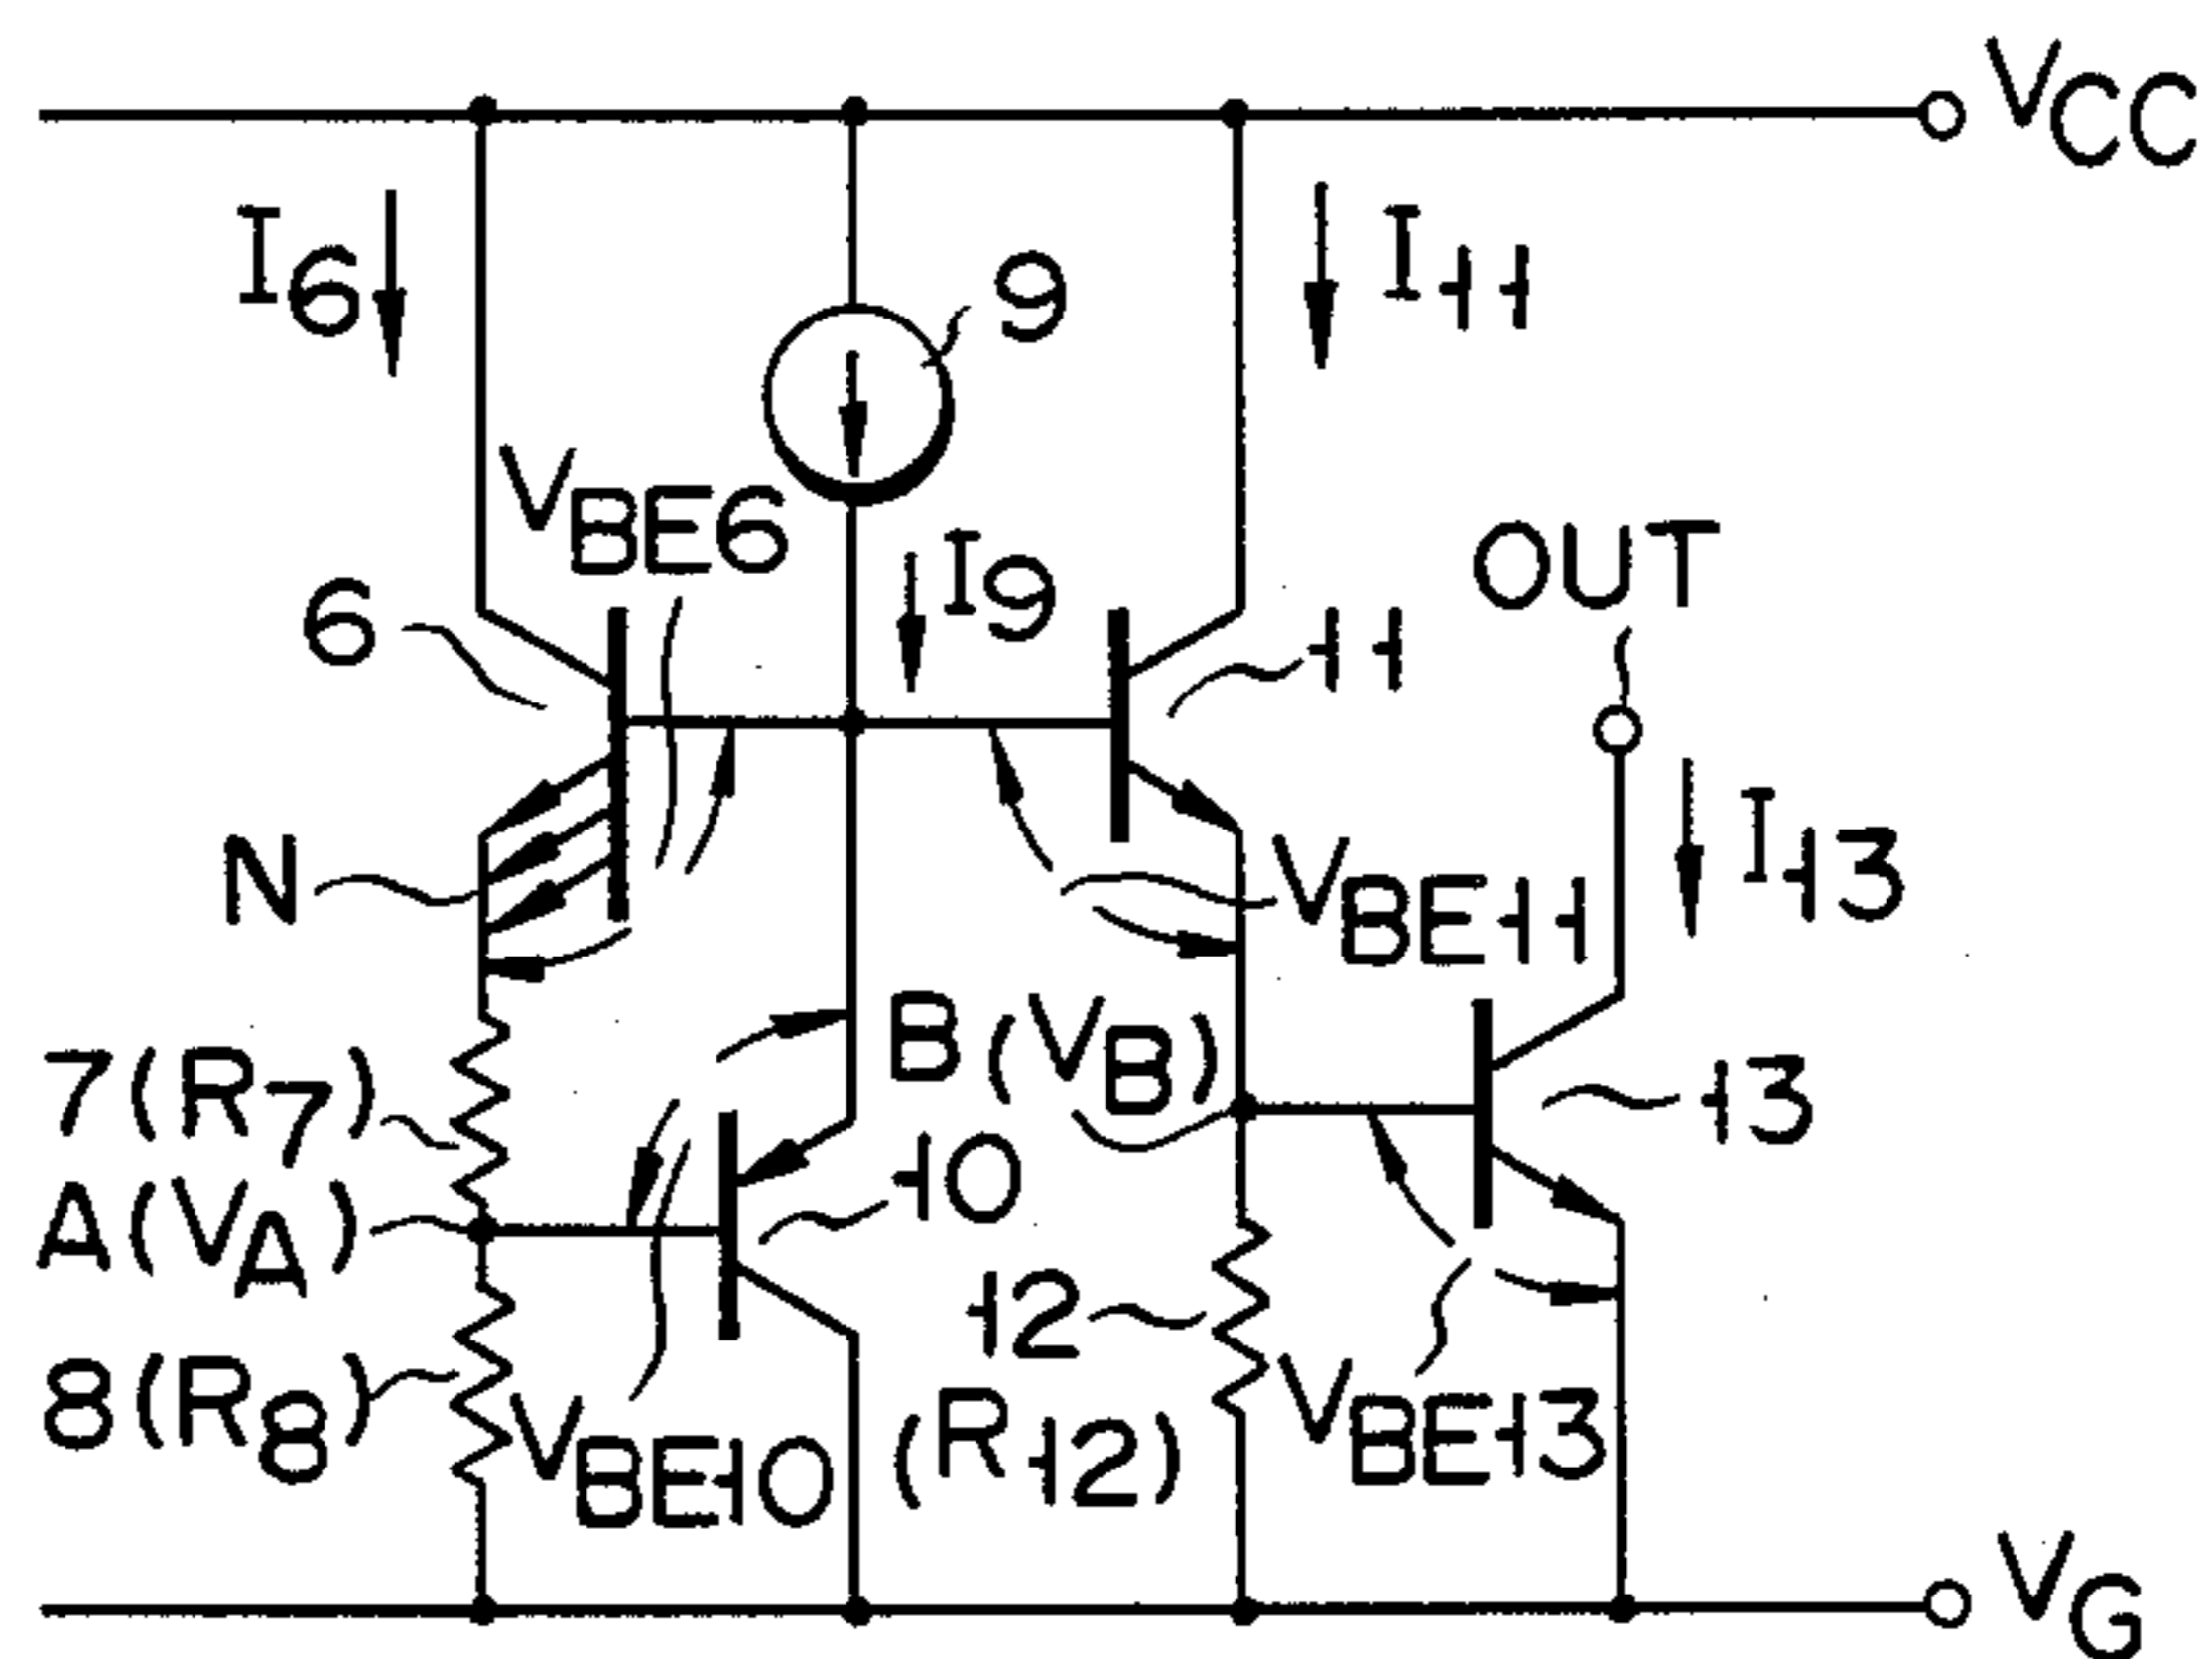 VCC
I6
I11
9
VBE6
I9
OUT
6
11
N
I13
VBE11
B(VB)
7(R7)
13
10
A(VA)
12
8(R8)
VBE10
(R12)
VBE13
VG